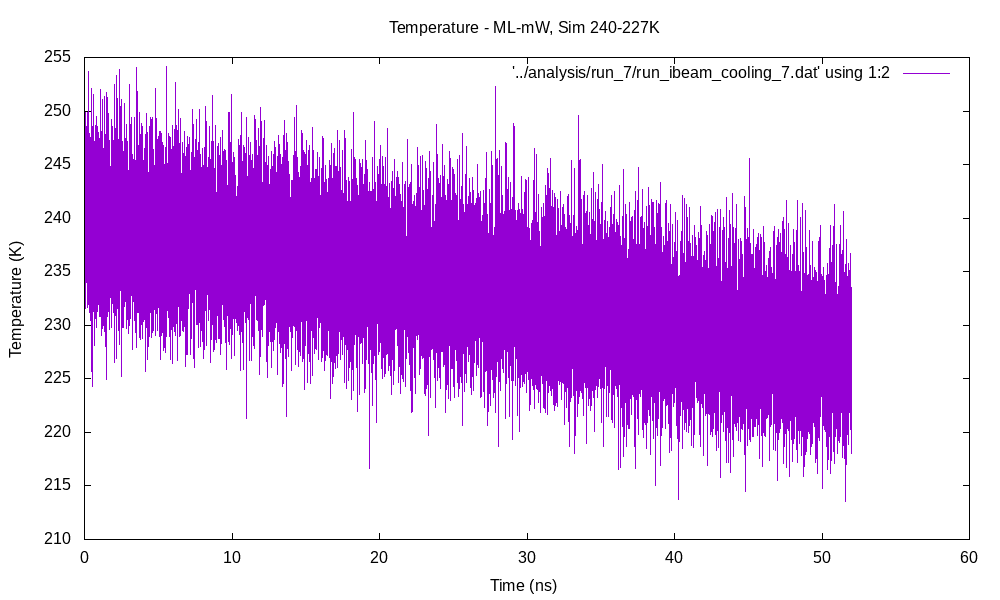 Temperature - ML-mW, Sim 240-227K
'../analysis/run_7/run_ibeam_cooling_7.dat' using 1:2
255
250
245
240
235
230
225
220
215
210
Temperature (K)
0 10 20 30 40 50 60
Time (ns)